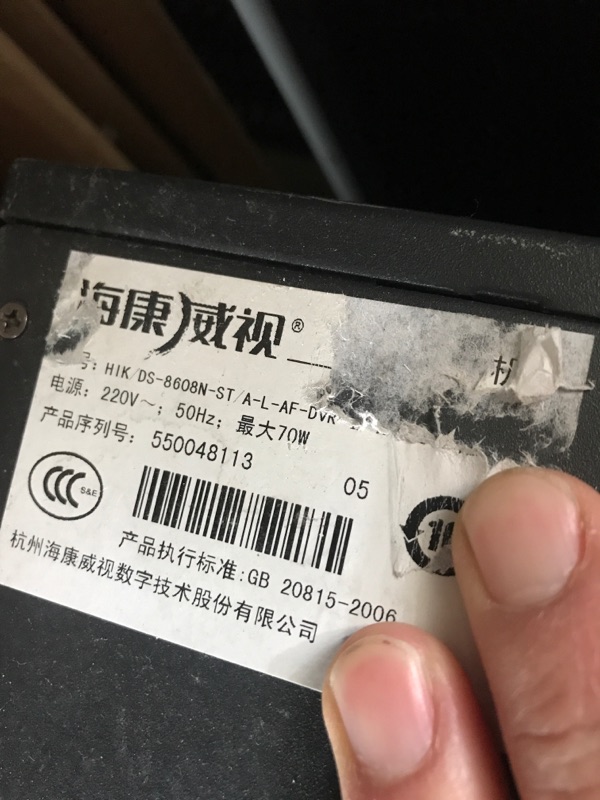 海康威视®
号: HIK/DS-8608N-ST/A-L-AF-DVR
电源: 220V~; 50Hz; 最大70W
产品序列号: 550048113
05
CCC S&E
产品执行标准:GB 20815-2006
杭州海康威视数字技术股份有限公司